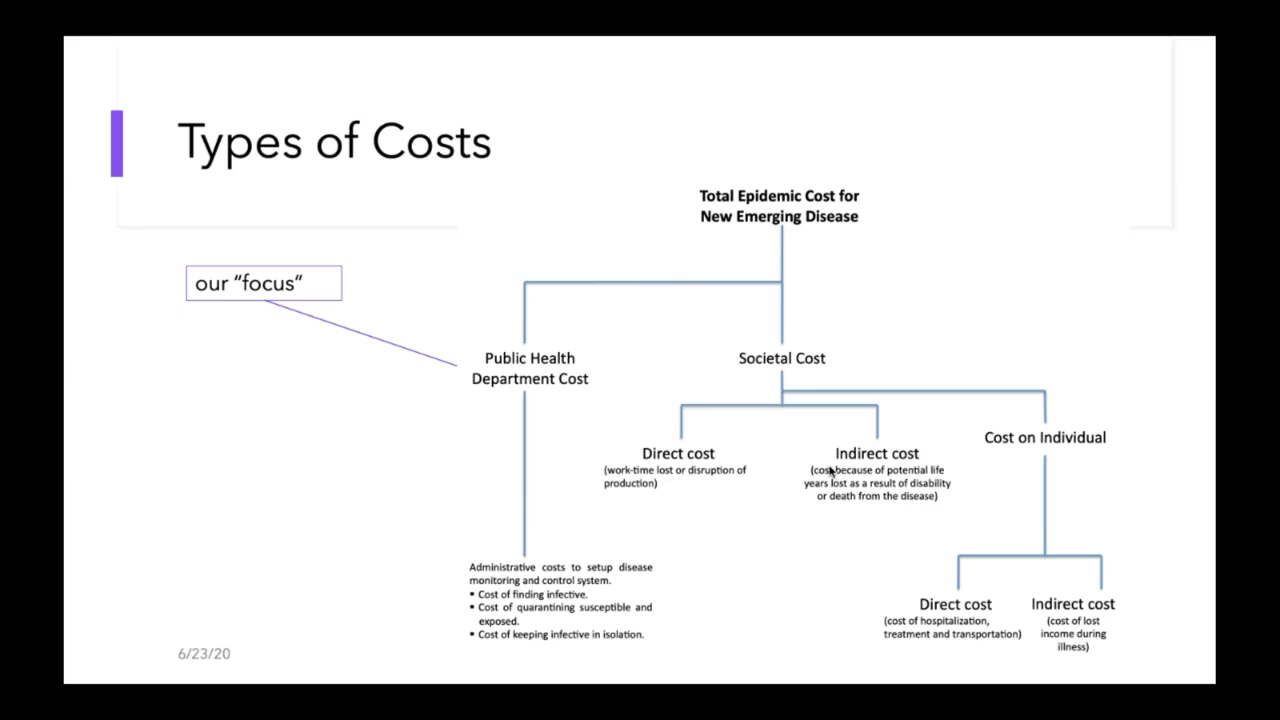 Types of Costs
Total Epidemic Cost for
New Emerging Disease
our “focus”
Public Health
Department Cost
Societal Cost
Cost on Individual
Direct cost
(work-time lost or disruption of
production)
Indirect cost
(cost because of potential life
years lost as a result of disability
or death from the disease)
Administrative costs to setup disease
monitoring and control system.
▪ Cost of finding infective.
▪ Cost of quarantining susceptible and
exposed.
▪ Cost of keeping infective in isolation.
Direct cost
(cost of hospitalization,
treatment and transportation)
Indirect cost
(cost of lost
income during
illness)
6/23/20